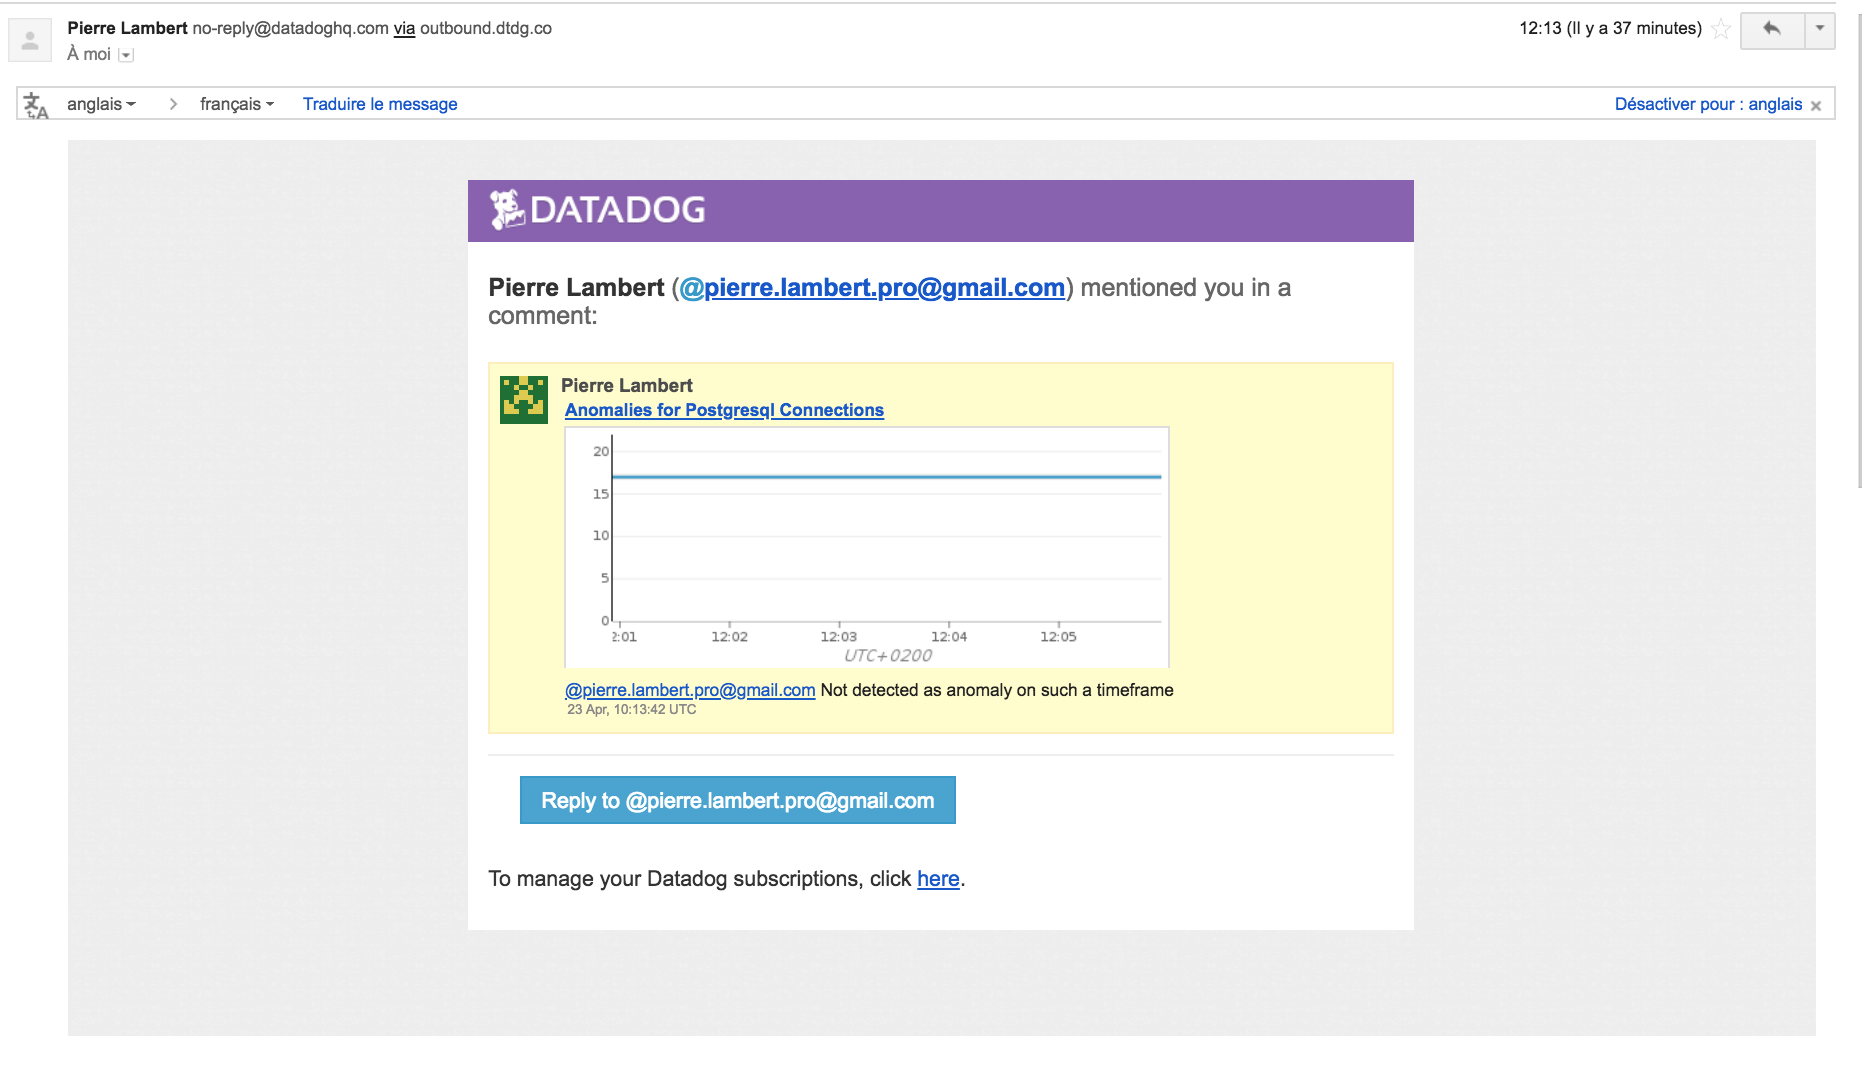 Pierre Lambert no-reply@datadoghq.com via outbound.dtdg.co
12:13 (Il y a 37 minutes)
À moi
anglais
français
Traduire le message
Désactiver pour : anglais
DATADOG
Pierre Lambert (@pierre.lambert.pro@gmail.com) mentioned you in a
comment:
Pierre Lambert
Anomalies for Postgresql Connections
20
15
10
5
0
2:01 12:02 12:03 12:04 12:05
UTC+0200
@pierre.lambert.pro@gmail.com Not detected as anomaly on such a timeframe
23 Apr, 10:13:42 UTC
Reply to @pierre.lambert.pro@gmail.com
To manage your Datadog subscriptions, click here.